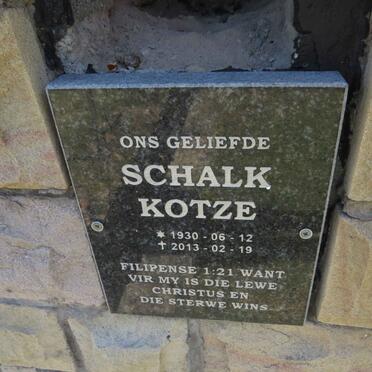 ONS GELIEFDE
SCHALK
KOTZE
* 1930 - 06 - 12
✝ 2013 - 02 - 19
FILIPENSE 1:21 WANT
VIR MY IS DIE LEWE
CHRISTUS EN
DIE STERWE WINS.